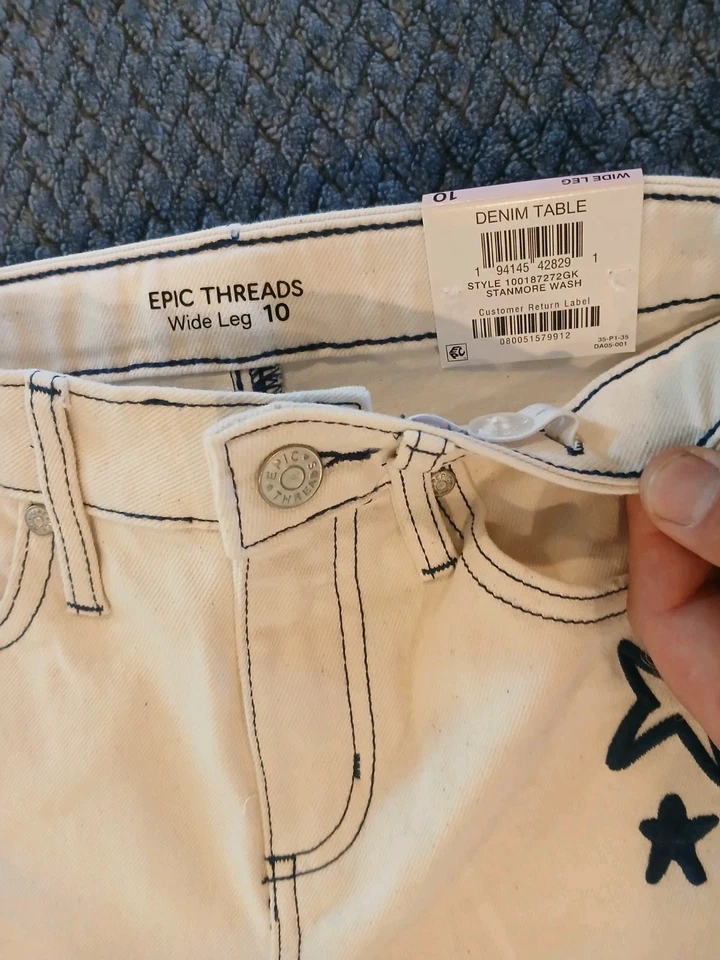 WIDE LEG
10
DENIM TABLE
1 94145 42829 1
STYLE 100187272GK
STANMORE WASH
Customer Return Label
080051579912
35-P1-35
DA05-001
EPIC THREADS
Wide Leg 10
EPIC THREADS